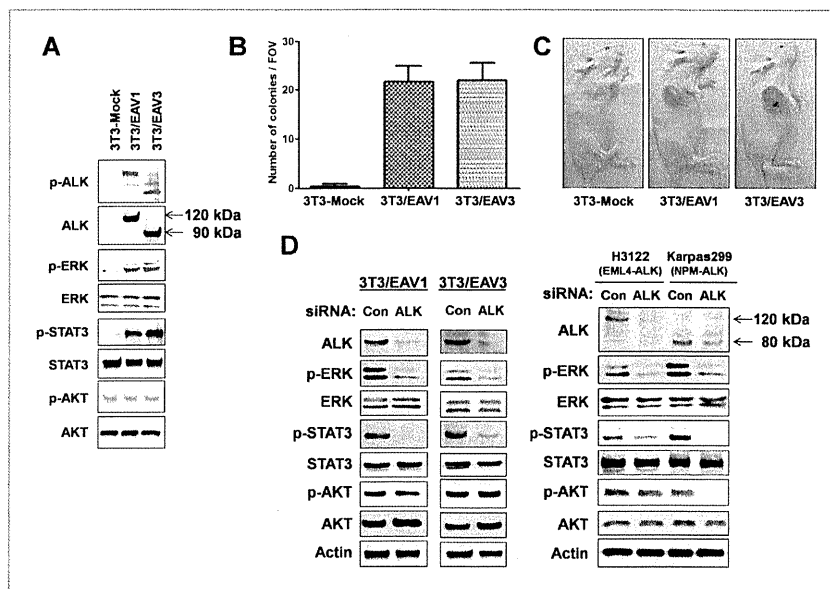 A
3T3-Mock
3T3/EAV1
3T3/EAV3
p-ALK
ALK
120 kDa
90 kDa
p-ERK
ERK
p-STAT3
STAT3
p-AKT
AKT
B
Number of colonies / FOV
30
20
10
0
3T3-Mock
3T3/EAV1
3T3/EAV3
C
3T3-Mock
3T3/EAV1
3T3/EAV3
D
3T3/EAV1 3T3/EAV3
siRNA: Con ALK Con ALK
ALK
p-ERK
ERK
p-STAT3
STAT3
p-AKT
AKT
Actin
H3122 Karpas299
(EML4-ALK) (NPM-ALK)
siRNA: Con ALK Con ALK
ALK
120 kDa
80 kDa
p-ERK
ERK
p-STAT3
STAT3
p-AKT
AKT
Actin